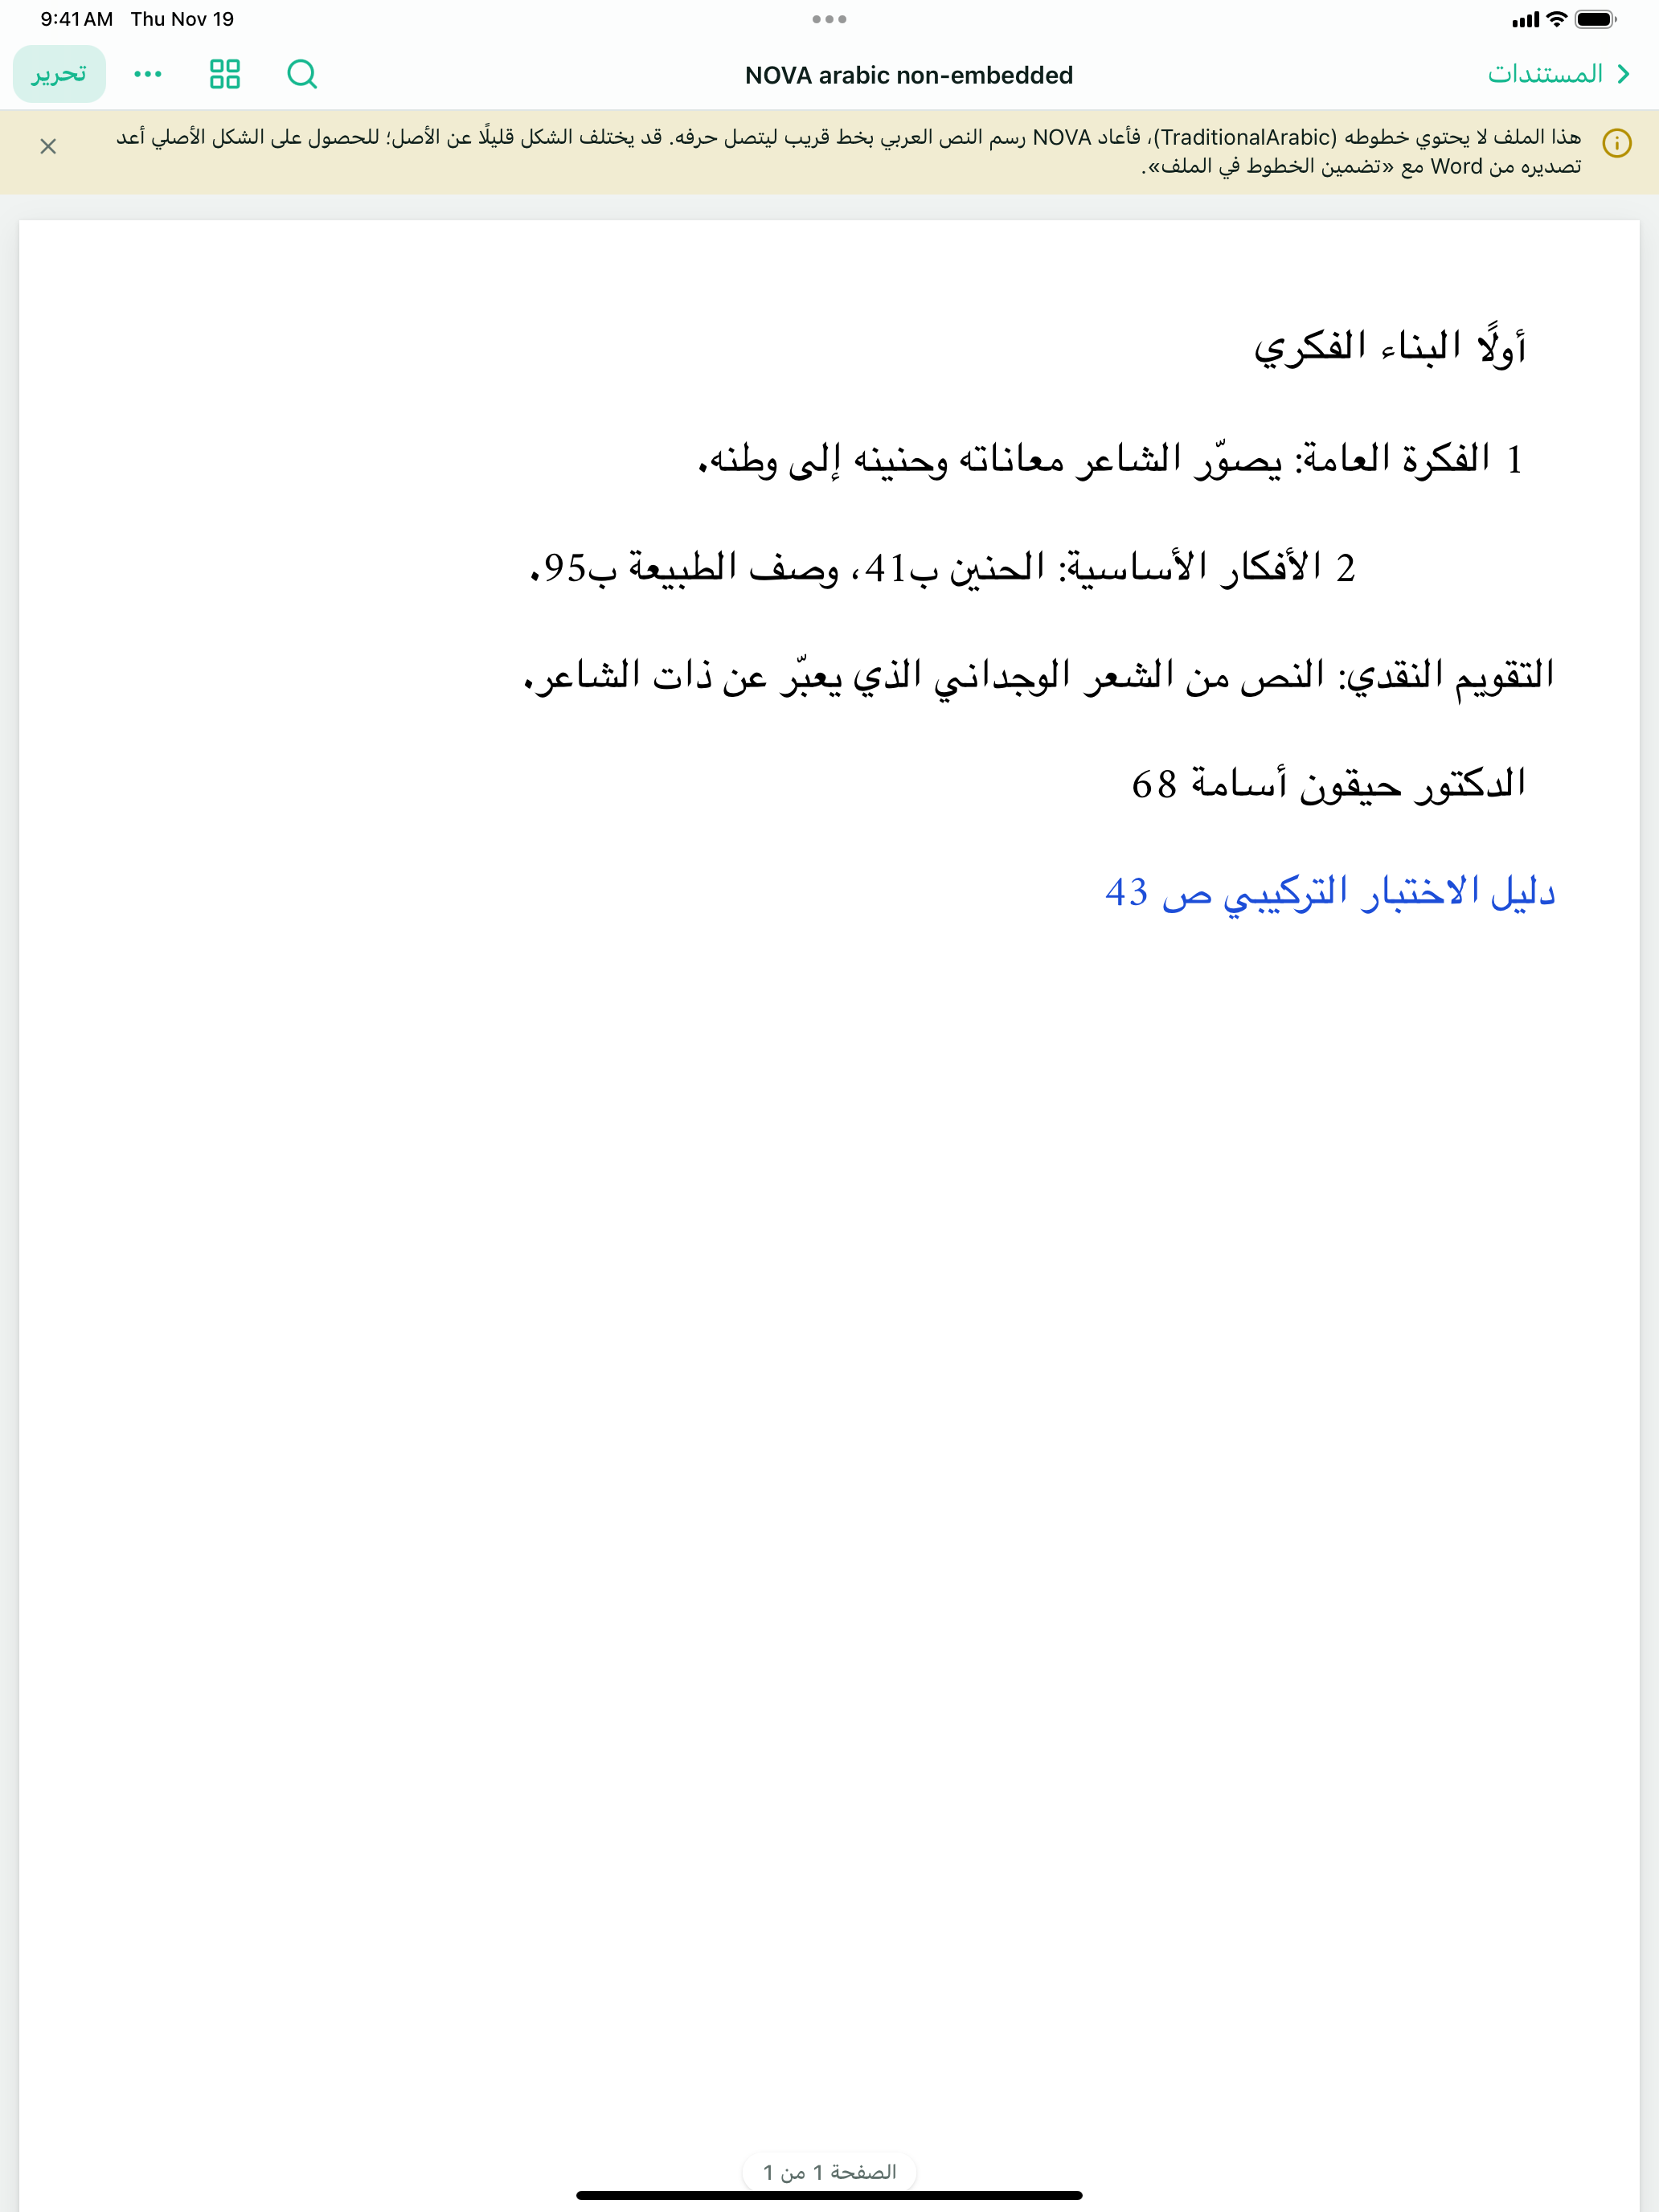 9:41 AM Thu Nov 19
المستندات
NOVA arabic non-embedded
تحرير
هذا الملف لا يحتوي خطوطه (TraditionalArabic)، فأعاد NOVA رسم النص العربي بخط قريب ليتصل حرفه. قد يختلف الشكل قليلًا عن الأصل؛ للحصول على الشكل الأصلي أعد
تصديره من Word مع «تضمين الخطوط في الملف».
أولًا البناء الفكري
1 الفكرة العامة: يصوّر الشاعر معاناته وحنينه إلى وطنه.
2 الأفكار الأساسية: الحنين ب41، وصف الطبيعة ب95.
التقويم النقدي: النص من الشعر الوجداني الذي يعبّر عن ذات الشاعر.
الدكتور حيقون أسامة 68
دليل الاختبار التركيبي ص 43
الصفحة 1 من 1